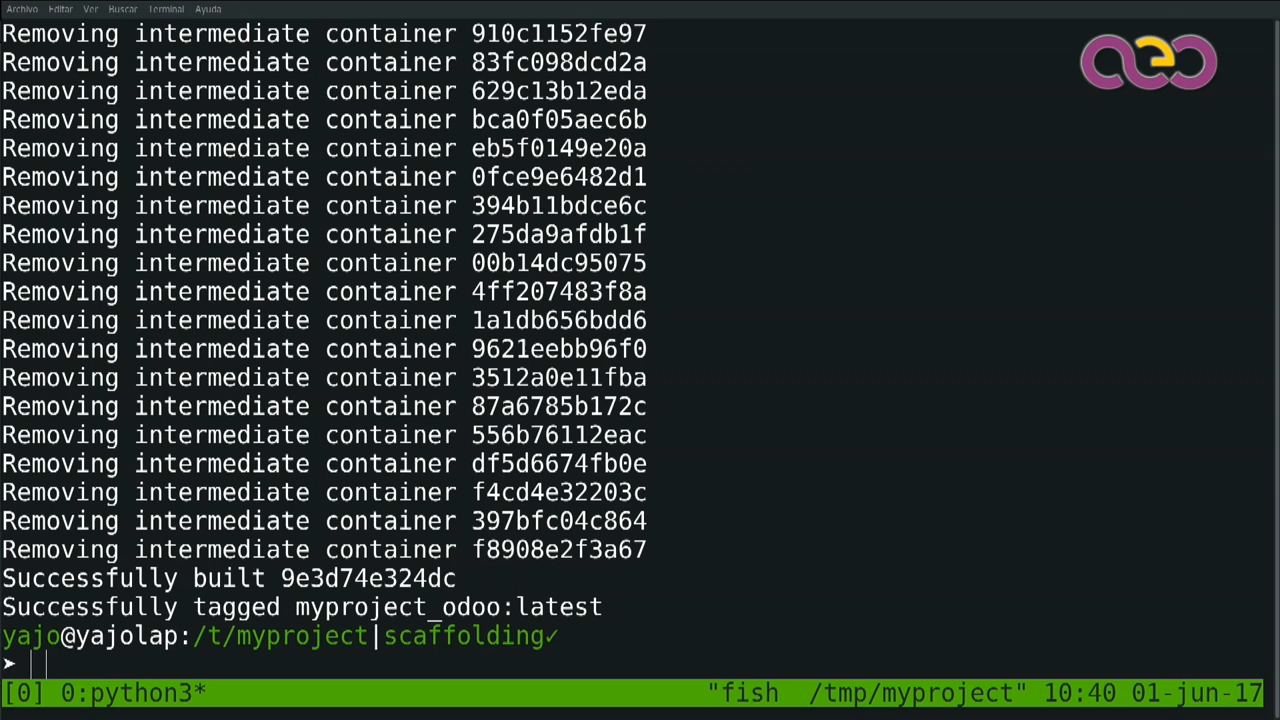 Archivo Editar Ver Buscar Terminal Ayuda
Removing intermediate container 910c1152fe97
Removing intermediate container 83fc098dcd2a
Removing intermediate container 629c13b12eda
Removing intermediate container bca0f05aec6b
Removing intermediate container eb5f0149e20a
Removing intermediate container 0fce9e6482d1
Removing intermediate container 394b11bdce6c
Removing intermediate container 275da9afdb1f
Removing intermediate container 00b14dc95075
Removing intermediate container 4ff207483f8a
Removing intermediate container 1a1db656bdd6
Removing intermediate container 9621eebb96f0
Removing intermediate container 3512a0e11fba
Removing intermediate container 87a6785b172c
Removing intermediate container 556b76112eac
Removing intermediate container df5d6674fb0e
Removing intermediate container f4cd4e32203c
Removing intermediate container 397bfc04c864
Removing intermediate container f8908e2f3a67
Successfully built 9e3d74e324dc
Successfully tagged myproject_odoo:latest
yajo@yajolap:/t/myproject|scaffolding✓
➤
[0] 0:python3* "fish /tmp/myproject" 10:40 01-jun-17